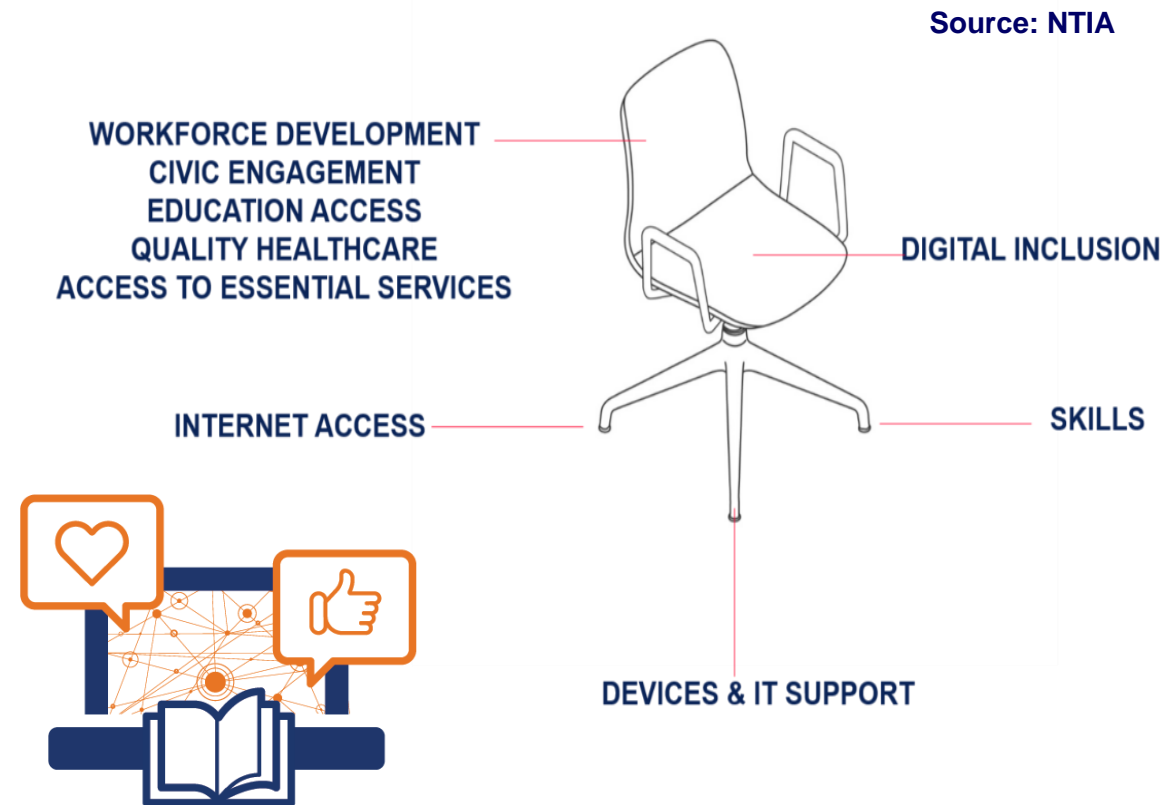 Source: NTIA
WORKFORCE DEVELOPMENT
CIVIC ENGAGEMENT
EDUCATION ACCESS
QUALITY HEALTHCARE
ACCESS TO ESSENTIAL SERVICES
DIGITAL INCLUSION
INTERNET ACCESS
SKILLS
DEVICES & IT SUPPORT